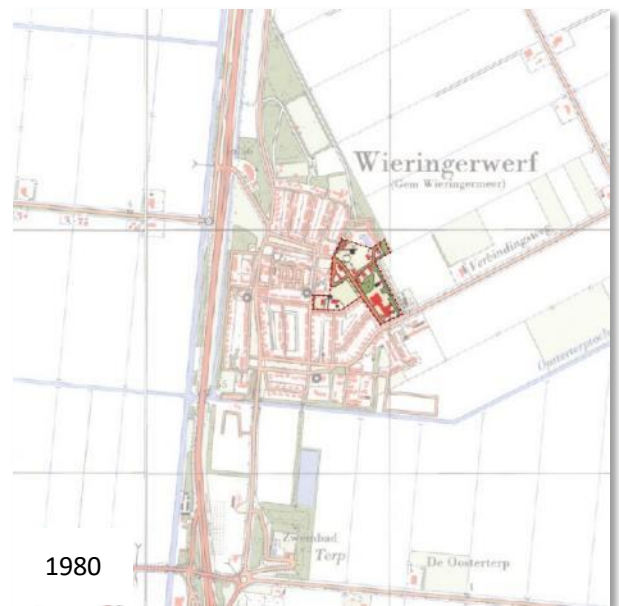 Wieringerwerf
(Gem Wieringermeer)
Verbindingsweg
Oosterterptocht
Zwembad
Terp
De Oosterterp
1980